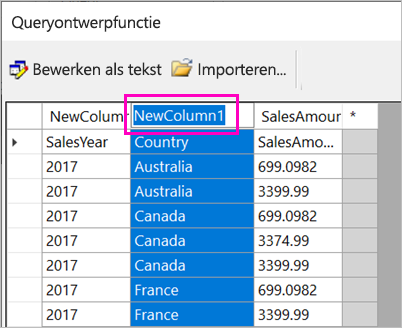 Queryontwerpfunctie
Bewerken als tekst Importeren...
NewColumr NewColumn1 SalesAmour *
SalesYear Country SalesAmo...
2017 Australia 699.0982
2017 Australia 3399.99
2017 Canada 699.0982
2017 Canada 3374.99
2017 Canada 3399.99
2017 France 699.0982
2017 France 3399.99